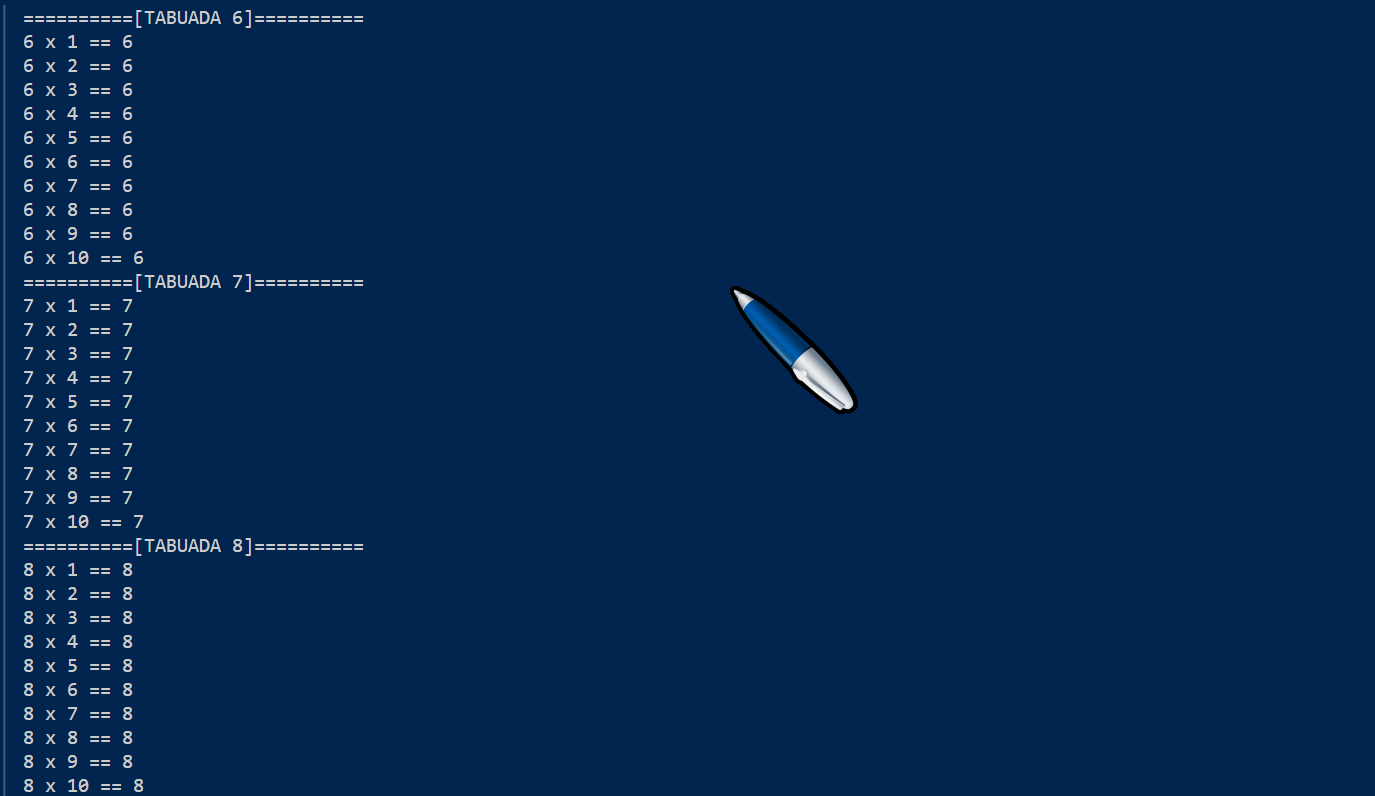 ==========[TABUADA 6]==========
6 x 1 == 6
6 x 2 == 6
6 x 3 == 6
6 x 4 == 6
6 x 5 == 6
6 x 6 == 6
6 x 7 == 6
6 x 8 == 6
6 x 9 == 6
6 x 10 == 6
==========[TABUADA 7]==========
7 x 1 == 7
7 x 2 == 7
7 x 3 == 7
7 x 4 == 7
7 x 5 == 7
7 x 6 == 7
7 x 7 == 7
7 x 8 == 7
7 x 9 == 7
7 x 10 == 7
==========[TABUADA 8]==========
8 x 1 == 8
8 x 2 == 8
8 x 3 == 8
8 x 4 == 8
8 x 5 == 8
8 x 6 == 8
8 x 7 == 8
8 x 8 == 8
8 x 9 == 8
8 x 10 == 8